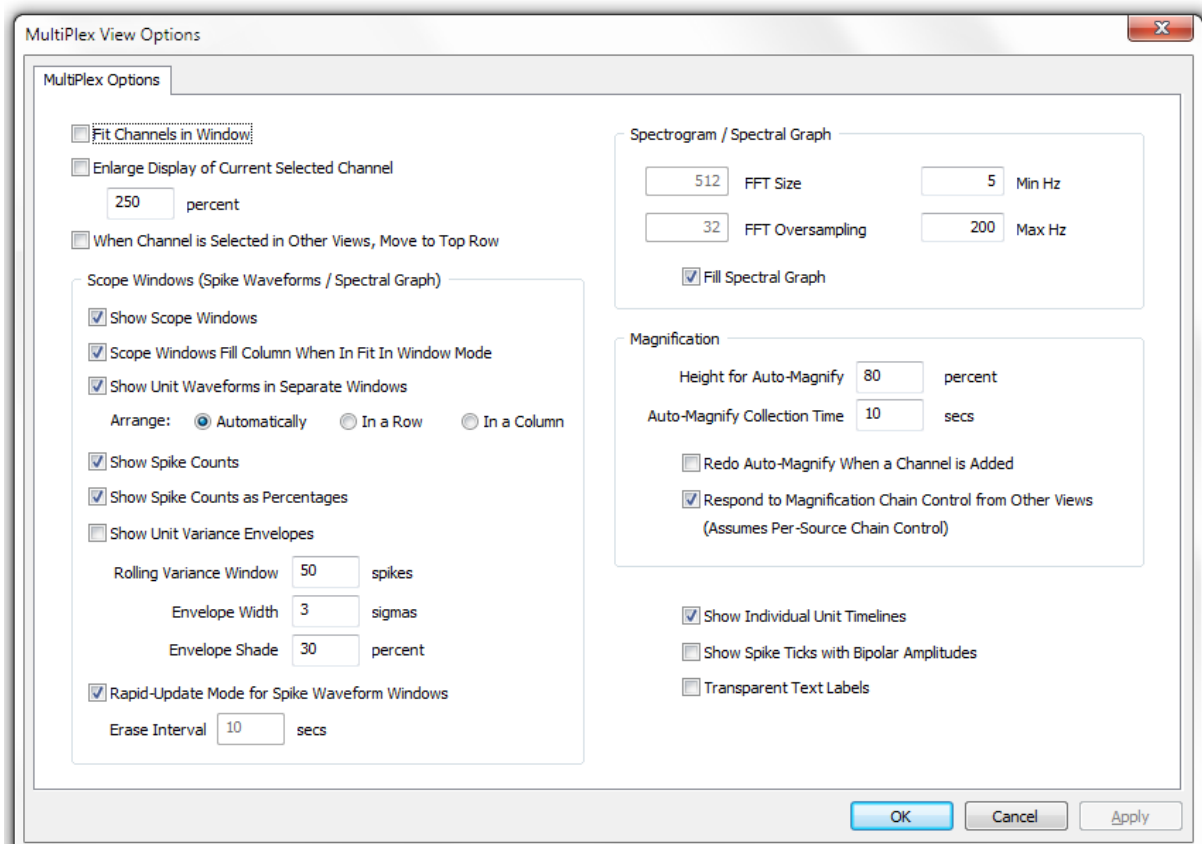 MultiPlex View Options
MultiPlex Options
Fit Channels in Window
Enlarge Display of Current Selected Channel
250 percent
When Channel is Selected in Other Views, Move to Top Row
Scope Windows (Spike Waveforms / Spectral Graph)
Show Scope Windows
Scope Windows Fill Column When In Fit In Window Mode
Show Unit Waveforms in Separate Windows
Arrange: Automatically In a Row In a Column
Show Spike Counts
Show Spike Counts as Percentages
Show Unit Variance Envelopes
Rolling Variance Window 50 spikes
Envelope Width 3 sigmas
Envelope Shade 30 percent
Rapid-Update Mode for Spike Waveform Windows
Erase Interval 10 secs
Spectrogram / Spectral Graph
512 FFT Size 5 Min Hz
32 FFT Oversampling 200 Max Hz
Fill Spectral Graph
Magnification
Height for Auto-Magnify 80 percent
Auto-Magnify Collection Time 10 secs
Redo Auto-Magnify When a Channel is Added
Respond to Magnification Chain Control from Other Views
(Assumes Per-Source Chain Control)
Show Individual Unit Timelines
Show Spike Ticks with Bipolar Amplitudes
Transparent Text Labels
OK Cancel Apply